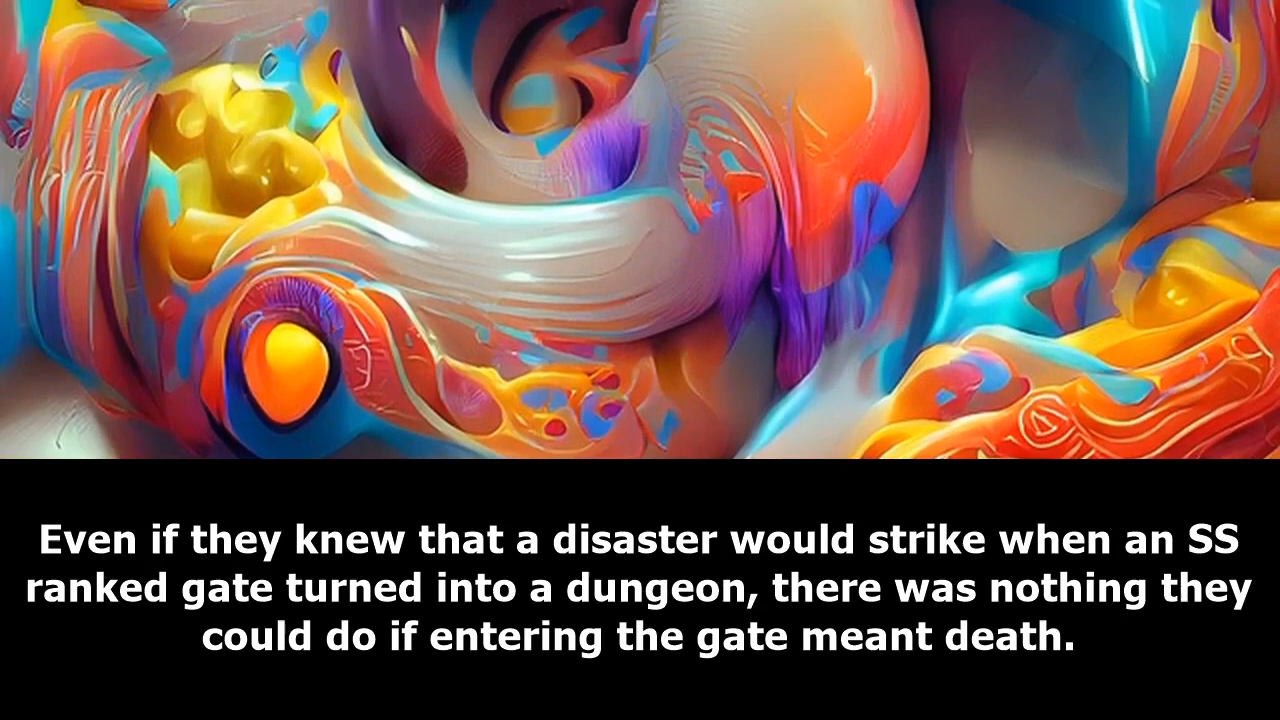 Even if they knew that a disaster would strike when an SS
ranked gate turned into a dungeon, there was nothing they
could do if entering the gate meant death.